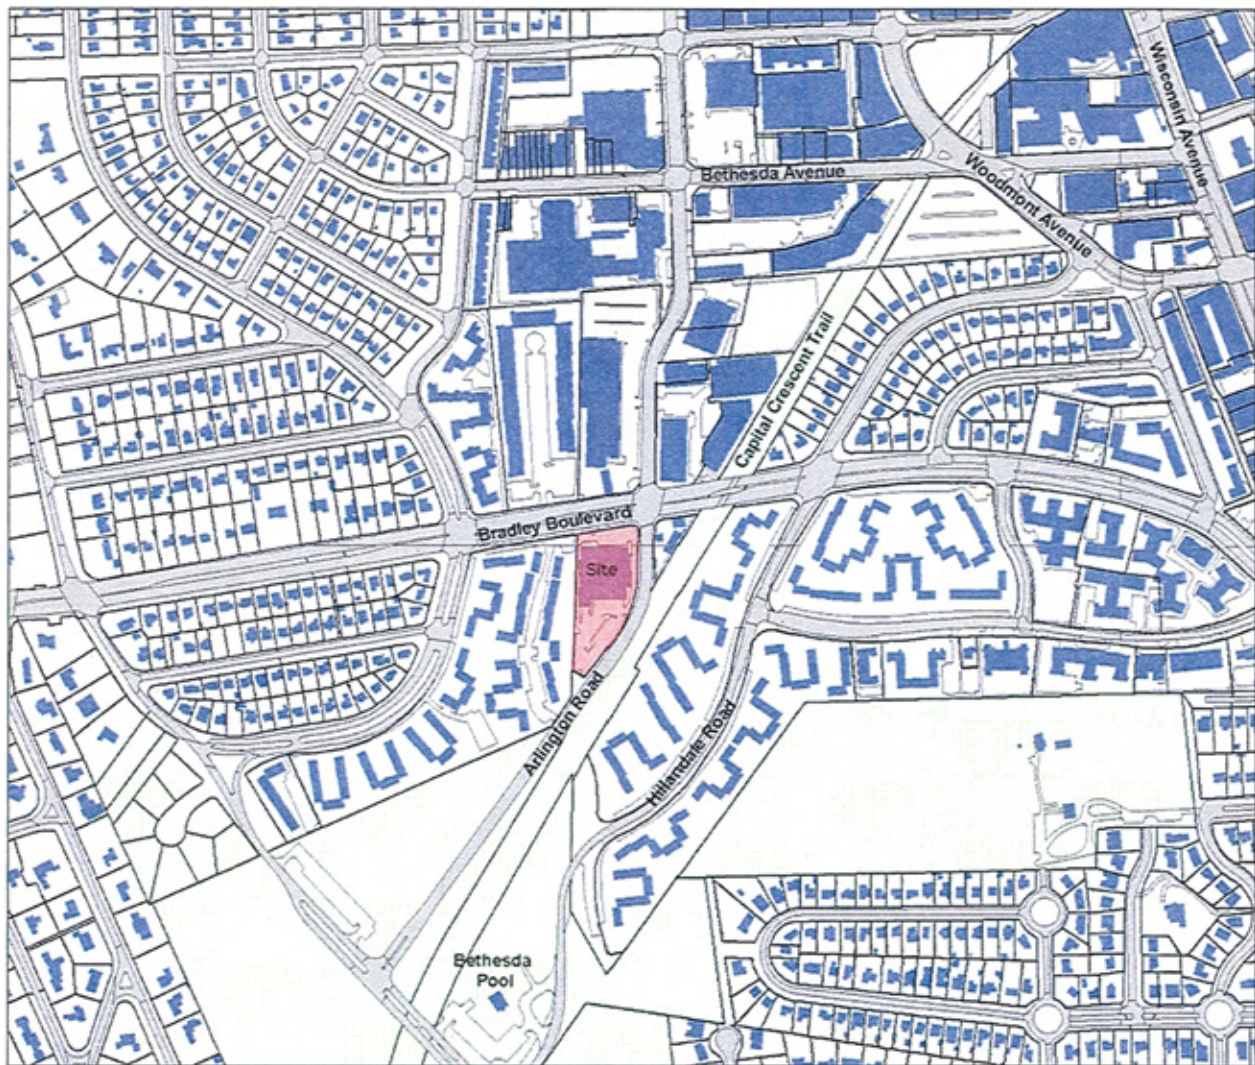 Wisconsin Avenue
Bethesda Avenue
Woodmont Avenue
Capital Crescent Trail
Bradley Boulevard
Site
Arlington Road
Hillandale Road
Bethesda
Pool